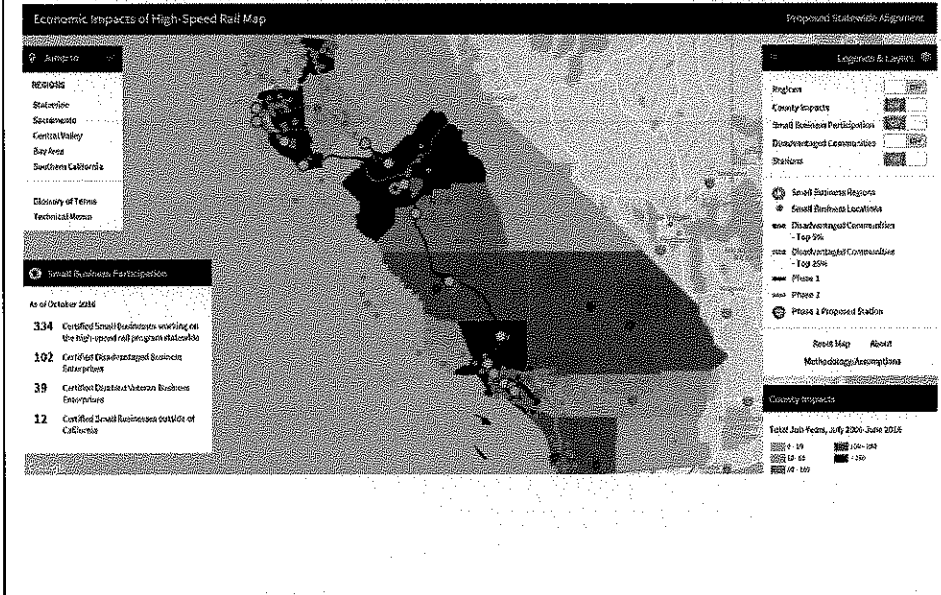 Economic Impacts of High-Speed Rail Map
Proposed Statewide Alignment
Jump to
REGIONS
Statewide
Sacramento
Central Valley
Bay Area
Southern California
Glossary of Terms
Technical Memo
Small Business Participation
As of October 2016
334 Certified Small Businesses working on
the high-speed rail program statewide
102 Certified Disadvantaged Business
Enterprises
39 Certified Disabled Veteran Business
Enterprises
12 Certified Small Businesses outside of
California
Legends & Layers
Regions
County Impacts
Small Business Participation
Disadvantaged Communities
Stations
Small Business Regions
Small Business Locations
Disadvantaged Communities
- Top 5%
Disadvantaged Communities
- Top 25%
Phase 1
Phase 2
Phase 1 Proposed Station
Reset Map About
Methodology/Assumptions
County Impacts
Total Job-Years, July 2006-June 2016